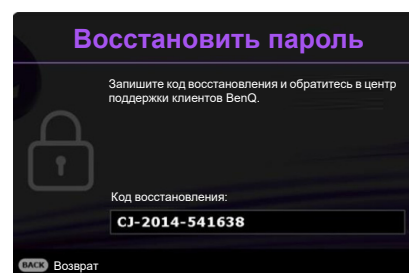 Восстановить пароль
Запишите код восстановления и обратитесь в центр
поддержки клиентов BenQ.
Код восстановления:
CJ-2014-541638
BACK Возврат